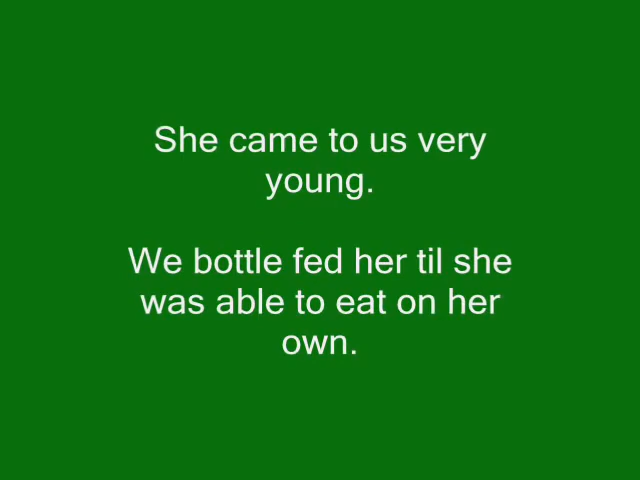 She came to us very
young.
We bottle fed her til she
was able to eat on her
own.